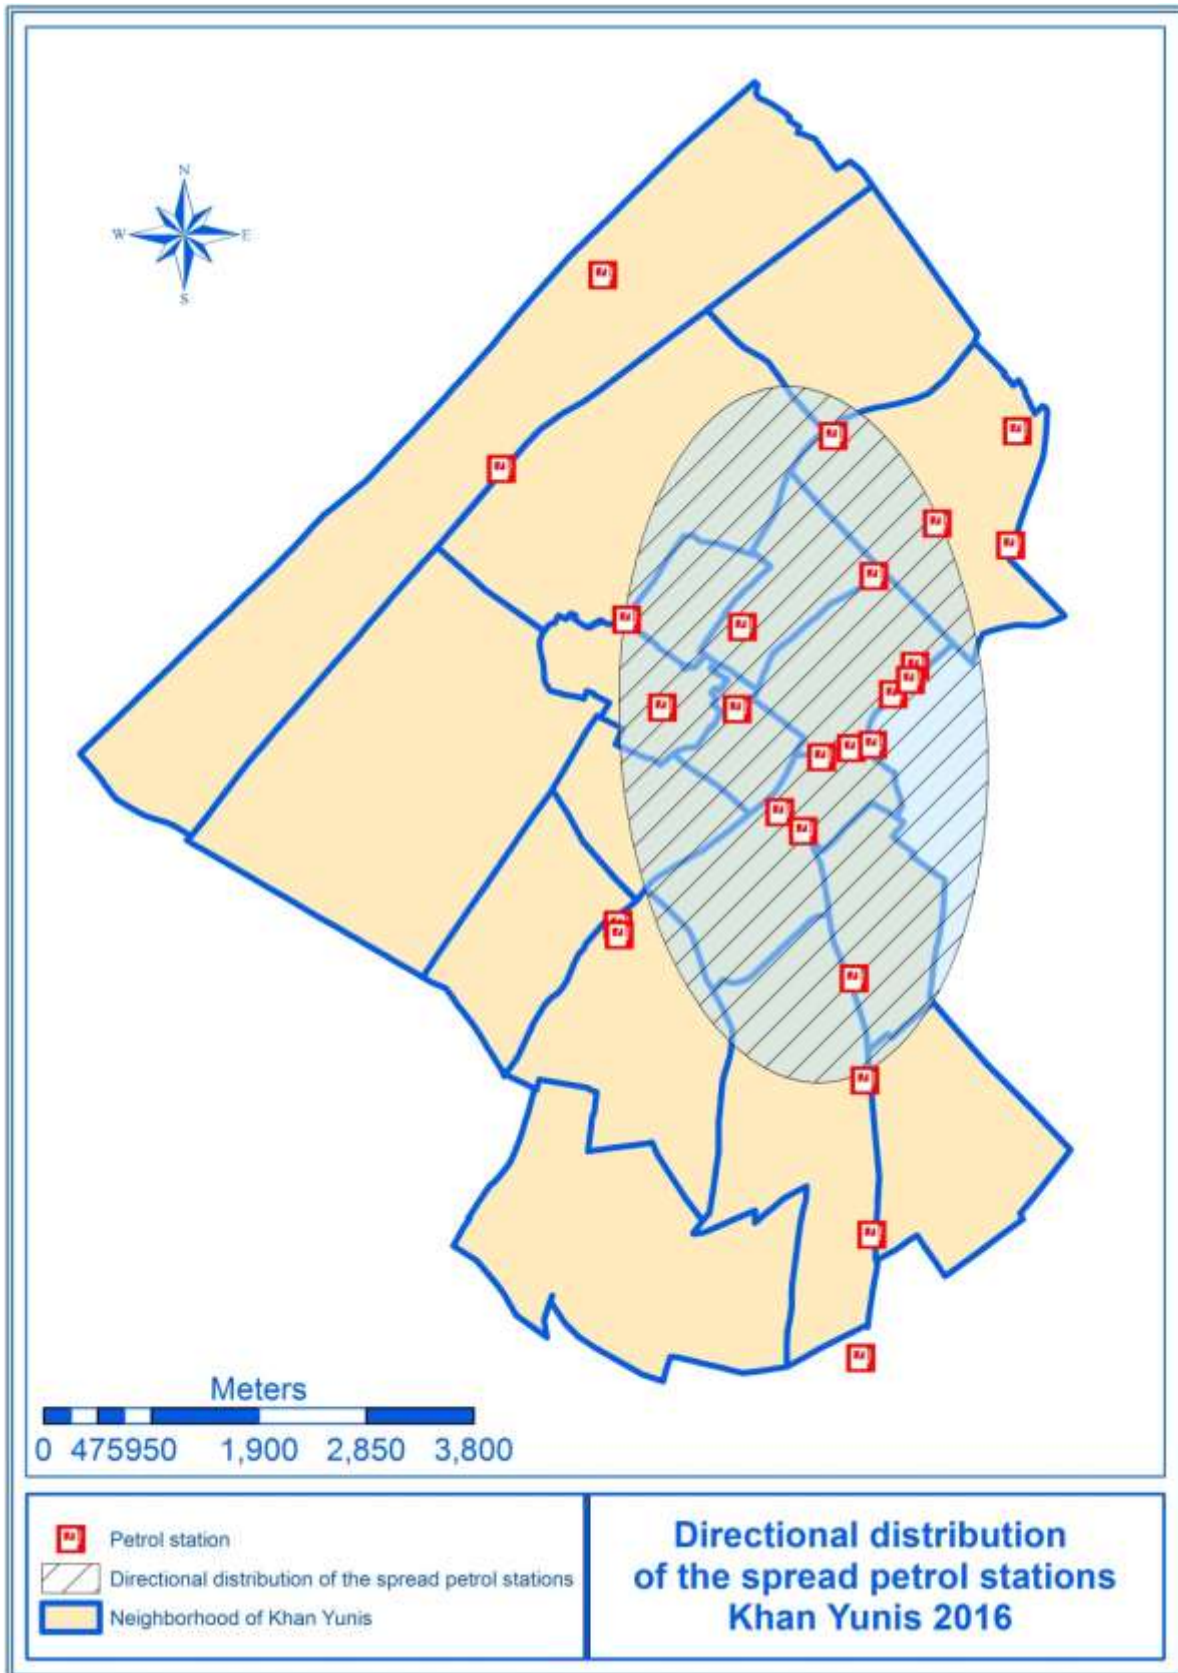 N
W E
S
Meters
0 475950 1,900 2,850 3,800
Petrol station
Directional distribution of the spread petrol stations
Neighborhood of Khan Yunis
Directional distribution
of the spread petrol stations
Khan Yunis 2016